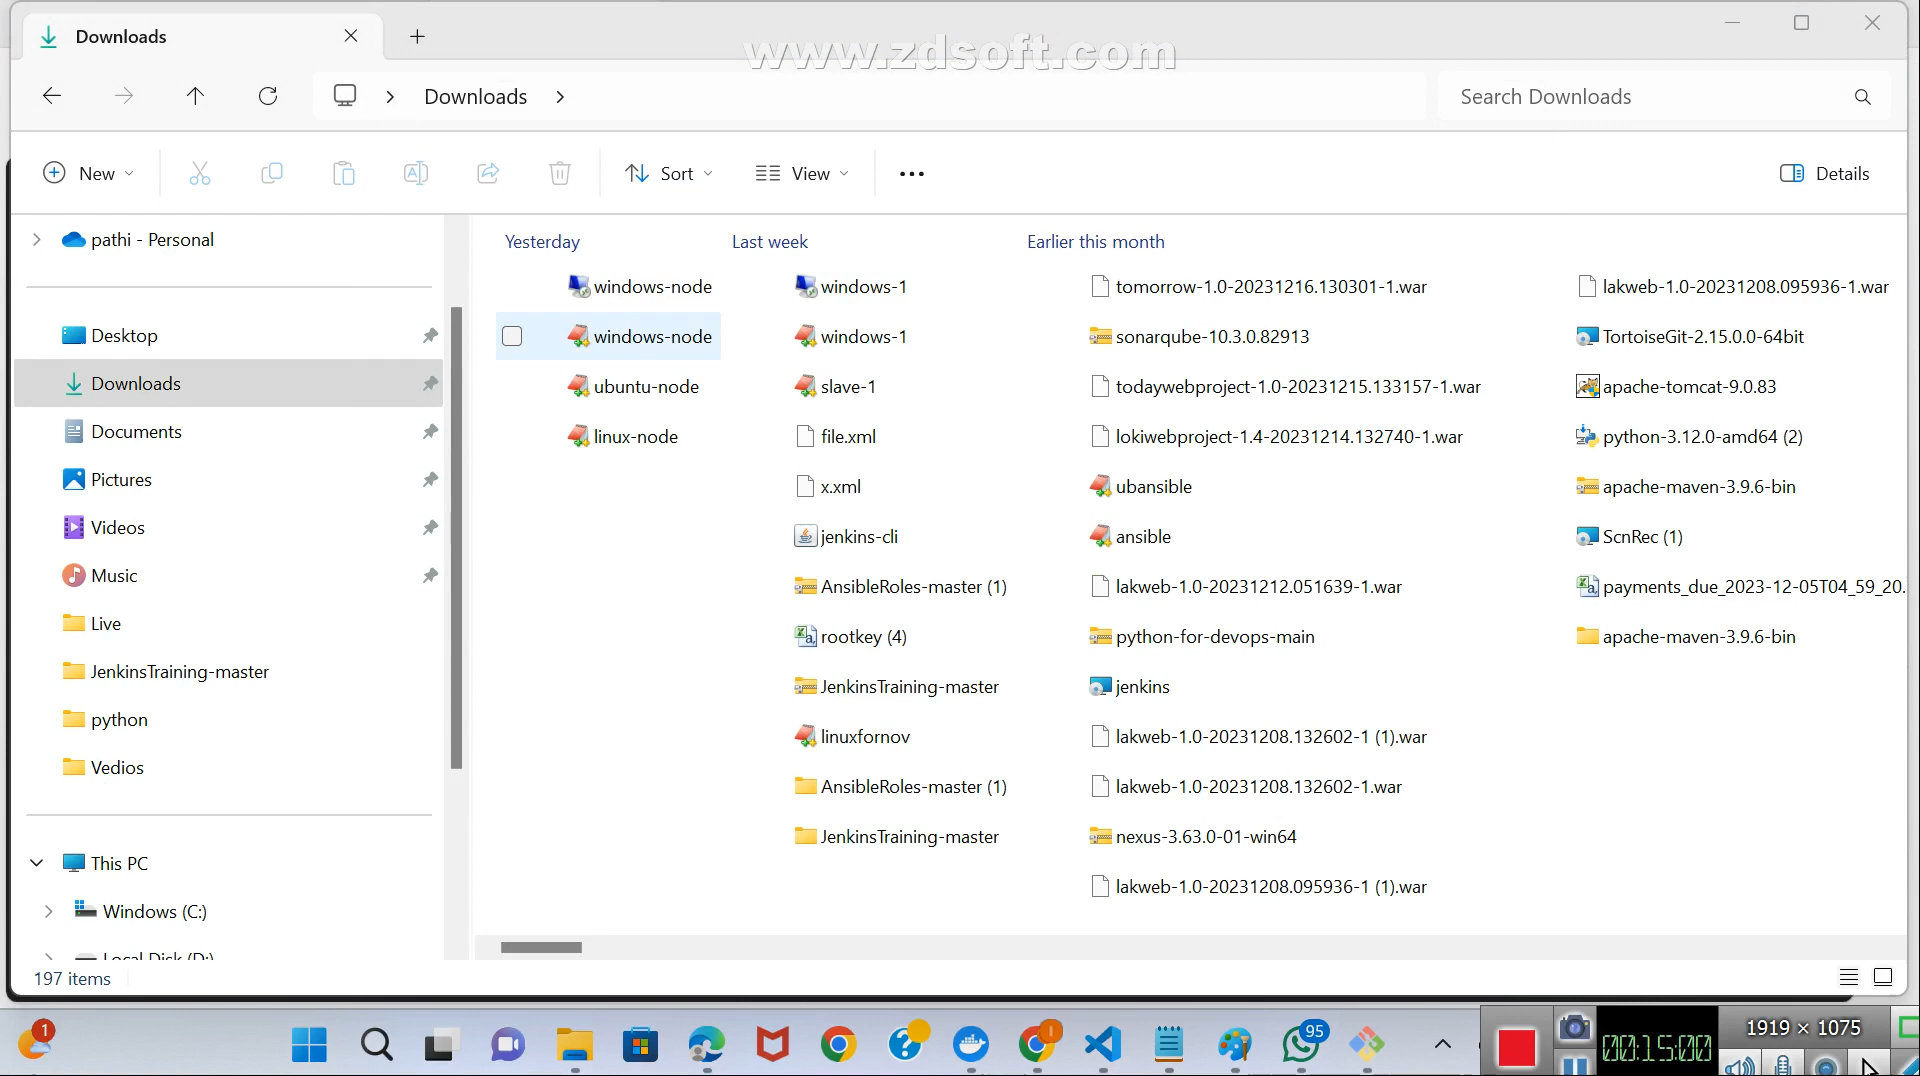 Downloads
www.zdsoft.com
Downloads
Search Downloads
New
Sort
View
Details
pathi - Personal
Desktop
Downloads
Documents
Pictures
Videos
Music
Live
JenkinsTraining-master
python
Vedios
This PC
Windows (C:)
Local Disk (D:)
Yesterday
windows-node
windows-node
ubuntu-node
linux-node
Last week
windows-1
windows-1
slave-1
file.xml
x.xml
jenkins-cli
AnsibleRoles-master (1)
rootkey (4)
JenkinsTraining-master
linuxfornov
AnsibleRoles-master (1)
JenkinsTraining-master
Earlier this month
tomorrow-1.0-20231216.130301-1.war
sonarqube-10.3.0.82913
todaywebproject-1.0-20231215.133157-1.war
lokiwebproject-1.4-20231214.132740-1.war
ubansible
ansible
lakweb-1.0-20231212.051639-1.war
python-for-devops-main
jenkins
lakweb-1.0-20231208.132602-1 (1).war
lakweb-1.0-20231208.132602-1.war
nexus-3.63.0-01-win64
lakweb-1.0-20231208.095936-1 (1).war
lakweb-1.0-20231208.095936-1.war
TortoiseGit-2.15.0.0-64bit
apache-tomcat-9.0.83
python-3.12.0-amd64 (2)
apache-maven-3.9.6-bin
ScnRec (1)
payments_due_2023-12-05T04_59_20.
apache-maven-3.9.6-bin
197 items
1
95
00:15:00
1919 × 1075